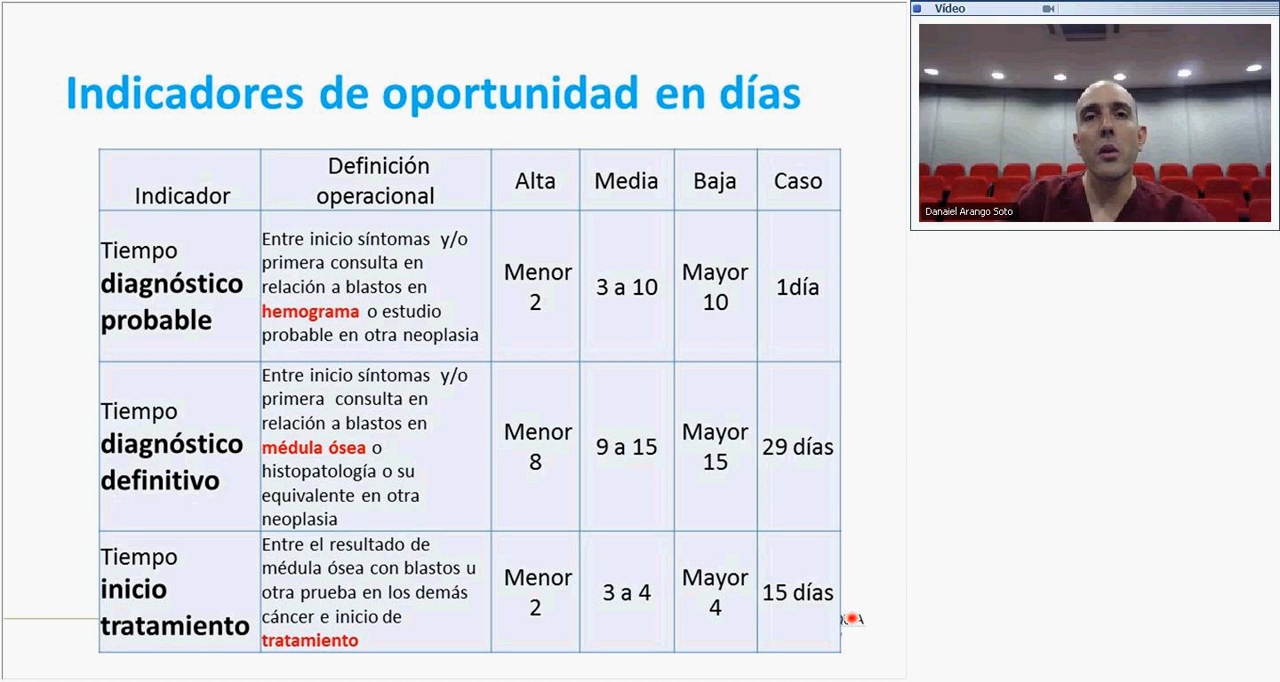 Indicadores de oportunidad en días
Indicador
Definición
operacional
Alta
Media
Baja
Caso
Tiempo
diagnóstico
probable
Entre inicio síntomas y/o
primera consulta en
relación a blastos en
hemograma o estudio
probable en otra neoplasia
Menor
2
3 a 10
Mayor
10
1día
Tiempo
diagnóstico
definitivo
Entre inicio síntomas y/o
primera consulta en
relación a blastos en
médula ósea o
histopatología o su
equivalente en otra
neoplasia
Menor
8
9 a 15
Mayor
15
29 días
Tiempo
inicio
tratamiento
Entre el resultado de
médula ósea con blastos u
otra prueba en los demás
cáncer e inicio de
tratamiento
Menor
2
3 a 4
Mayor
4
15 días
Vídeo
Danaiel Arango Soto